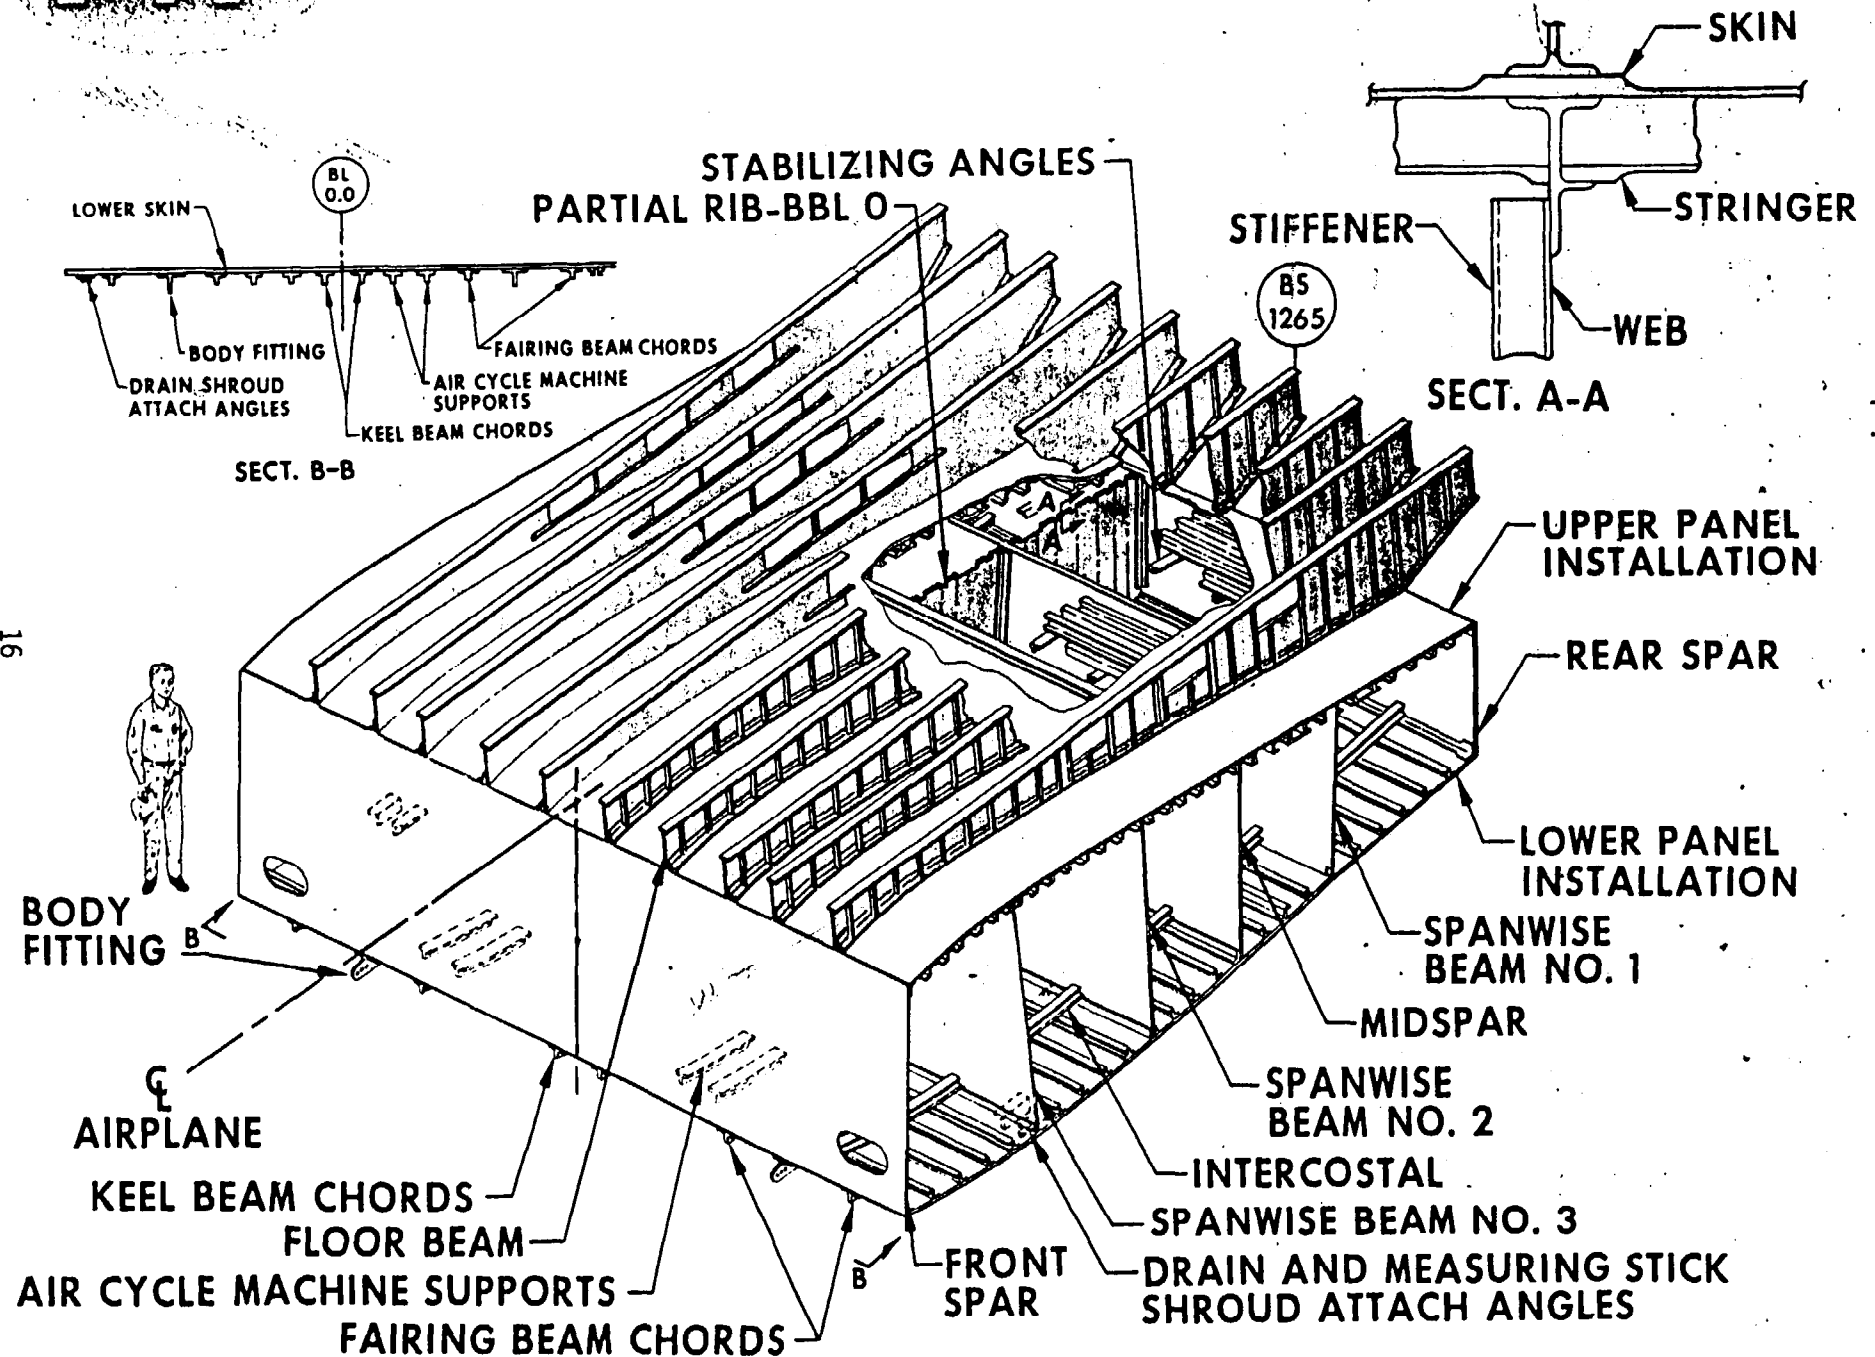 SKIN
STRINGER
STIFFENER
WEB
SECT. A-A
BL
0.0
LOWER SKIN
BODY FITTING
DRAIN SHROUD
ATTACH ANGLES
FAIRING BEAM CHORDS
AIR CYCLE MACHINE
SUPPORTS
KEEL BEAM CHORDS
SECT. B-B
STABILIZING ANGLES
PARTIAL RIB-BBL 0
BS
1265
A
A
UPPER PANEL
INSTALLATION
REAR SPAR
LOWER PANEL
INSTALLATION
SPANWISE
BEAM NO. 1
MIDSPAR
SPANWISE
BEAM NO. 2
INTERCOSTAL
SPANWISE BEAM NO. 3
DRAIN AND MEASURING STICK
SHROUD ATTACH ANGLES
FRONT
SPAR
B
B
BODY
FITTING
CL
AIRPLANE
KEEL BEAM CHORDS
FLOOR BEAM
AIR CYCLE MACHINE SUPPORTS
FAIRING BEAM CHORDS
16